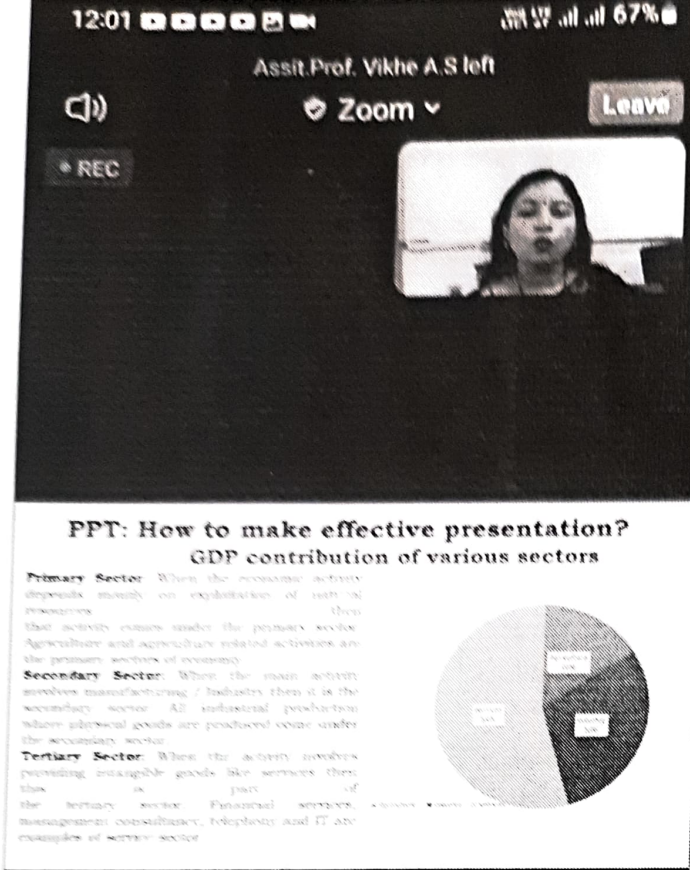 12:01
67%
Assit.Prof. Vikhe A.S left
Zoom
Leave
REC
PPT: How to make effective presentation?
GDP contribution of various sectors
Primary Sector: When the economic activity
depends mainly on exploitation of natural
resources then
that activity comes under the primary sector.
Agriculture and agriculture related activities are
the primary sectors of economy
Secondary Sector: When the main activity
involves manufacturing / Industry then it is the
secondary sector. All industrial production
where physical goods are produced come under
the secondary sector
Tertiary Sector: When the activity involves
providing intangible goods like services then
this is part of
the tertiary sector. Financial services,
management consultancy, telephony and IT are
examples of service sector